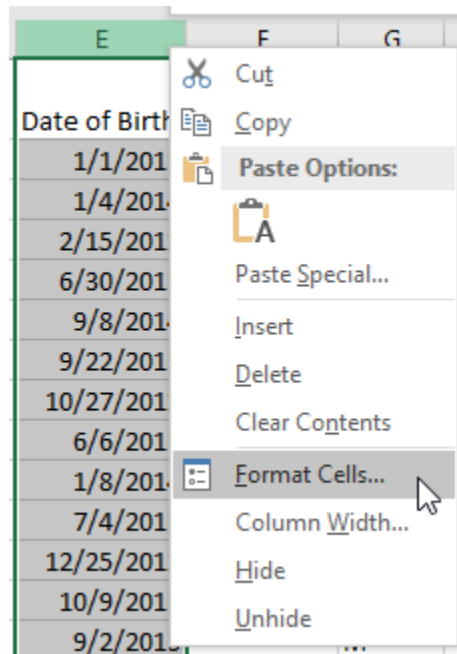 E F G
Date of Birth
1/1/201
1/4/201
2/15/201
6/30/201
9/8/201
9/22/201
10/27/201
6/6/201
1/8/201
7/4/201
12/25/201
10/9/201
9/2/201
Cut
Copy
Paste Options:
A
Paste Special...
Insert
Delete
Clear Contents
Format Cells...
Column Width...
Hide
Unhide